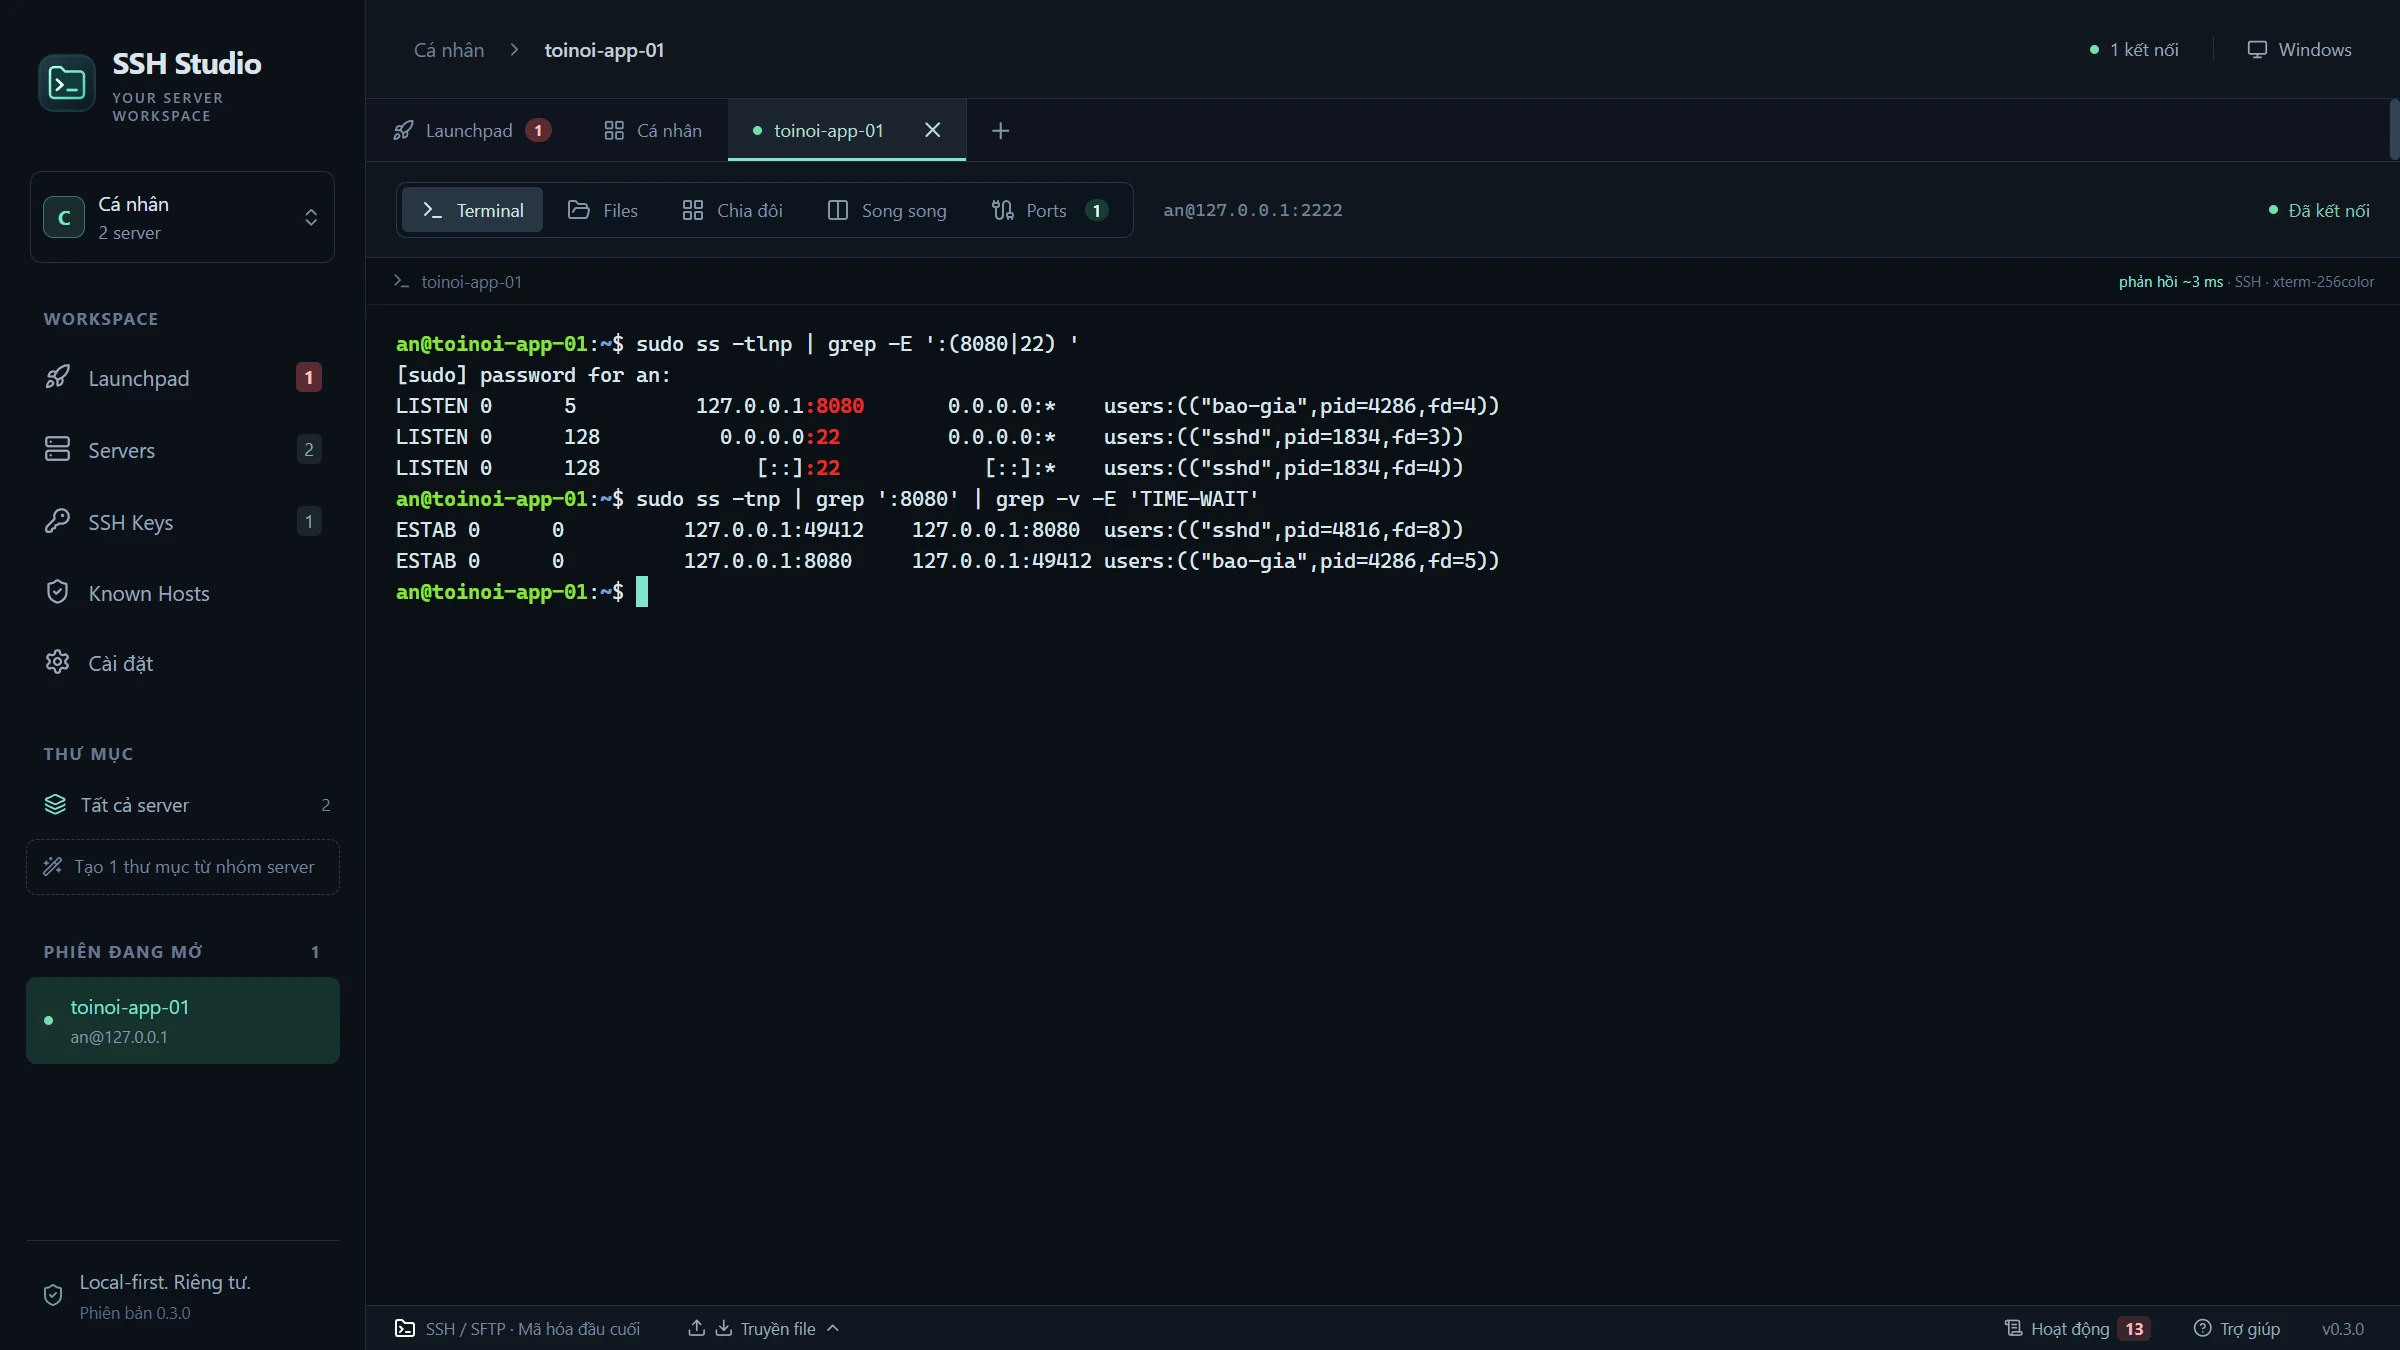 SSH Studio
YOUR SERVER
WORKSPACE
C
Cá nhân
2 server
WORKSPACE
Launchpad 1
Servers 2
SSH Keys 1
Known Hosts
Cài đặt
THƯ MỤC
Tất cả server 2
Tạo 1 thư mục từ nhóm server
PHIÊN ĐANG MỞ 1
toinoi-app-01
an@127.0.0.1
Local-first. Riêng tư.
Phiên bản 0.3.0
Cá nhân > toinoi-app-01
1 kết nối
Windows
Launchpad 1
Cá nhân
toinoi-app-01
Terminal
Files
Chia đôi
Song song
Ports 1
an@127.0.0.1:2222
Đã kết nối
toinoi-app-01
phản hồi ~3 ms · SSH · xterm-256color
an@toinoi-app-01:~$ sudo ss -tlnp | grep -E ':(8080|22) '
[sudo] password for an:
LISTEN 0      5          127.0.0.1:8080       0.0.0.0:*    users:(("bao-gia",pid=4286,fd=4))
LISTEN 0      128          0.0.0.0:22         0.0.0.0:*    users:(("sshd",pid=1834,fd=3))
LISTEN 0      128             [::]:22            [::]:*    users:(("sshd",pid=1834,fd=4))
an@toinoi-app-01:~$ sudo ss -tnp | grep ':8080' | grep -v -E 'TIME-WAIT'
ESTAB 0      0          127.0.0.1:49412    127.0.0.1:8080  users:(("sshd",pid=4816,fd=8))
ESTAB 0      0          127.0.0.1:8080     127.0.0.1:49412 users:(("bao-gia",pid=4286,fd=5))
an@toinoi-app-01:~$
SSH / SFTP · Mã hóa đầu cuối
Truyền file
Hoạt động 13
Trợ giúp
v0.3.0